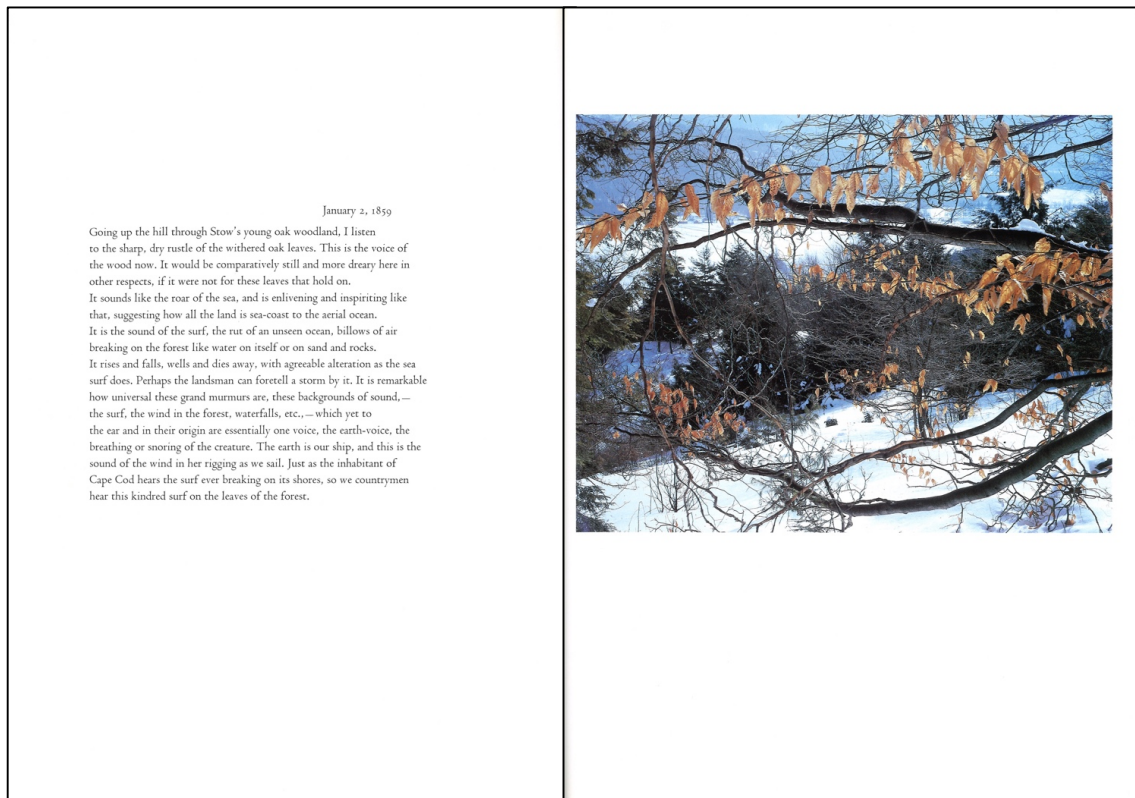 January 2, 1859
Going up the hill through Stow's young oak woodland, I listen
to the sharp, dry rustle of the withered oak leaves. This is the voice of
the wood now. It would be comparatively still and more dreary here in
other respects, if it were not for these leaves that hold on.
It sounds like the roar of the sea, and is enlivening and inspiriting like
that, suggesting how all the land is sea-coast to the aerial ocean.
It is the sound of the surf, the rut of an unseen ocean, billows of air
breaking on the forest like water on itself or on sand and rocks.
It rises and falls, wells and dies away, with agreeable alteration as the sea
surf does. Perhaps the landsman can foretell a storm by it. It is remarkable
how universal these grand murmurs are, these backgrounds of sound,—
the surf, the wind in the forest, waterfalls, etc.,—which yet to
the ear and in their origin are essentially one voice, the earth-voice, the
breathing or snoring of the creature. The earth is our ship, and this is the
sound of the wind in her rigging as we sail. Just as the inhabitant of
Cape Cod hears the surf ever breaking on its shores, so we countrymen
hear this kindred surf on the leaves of the forest.